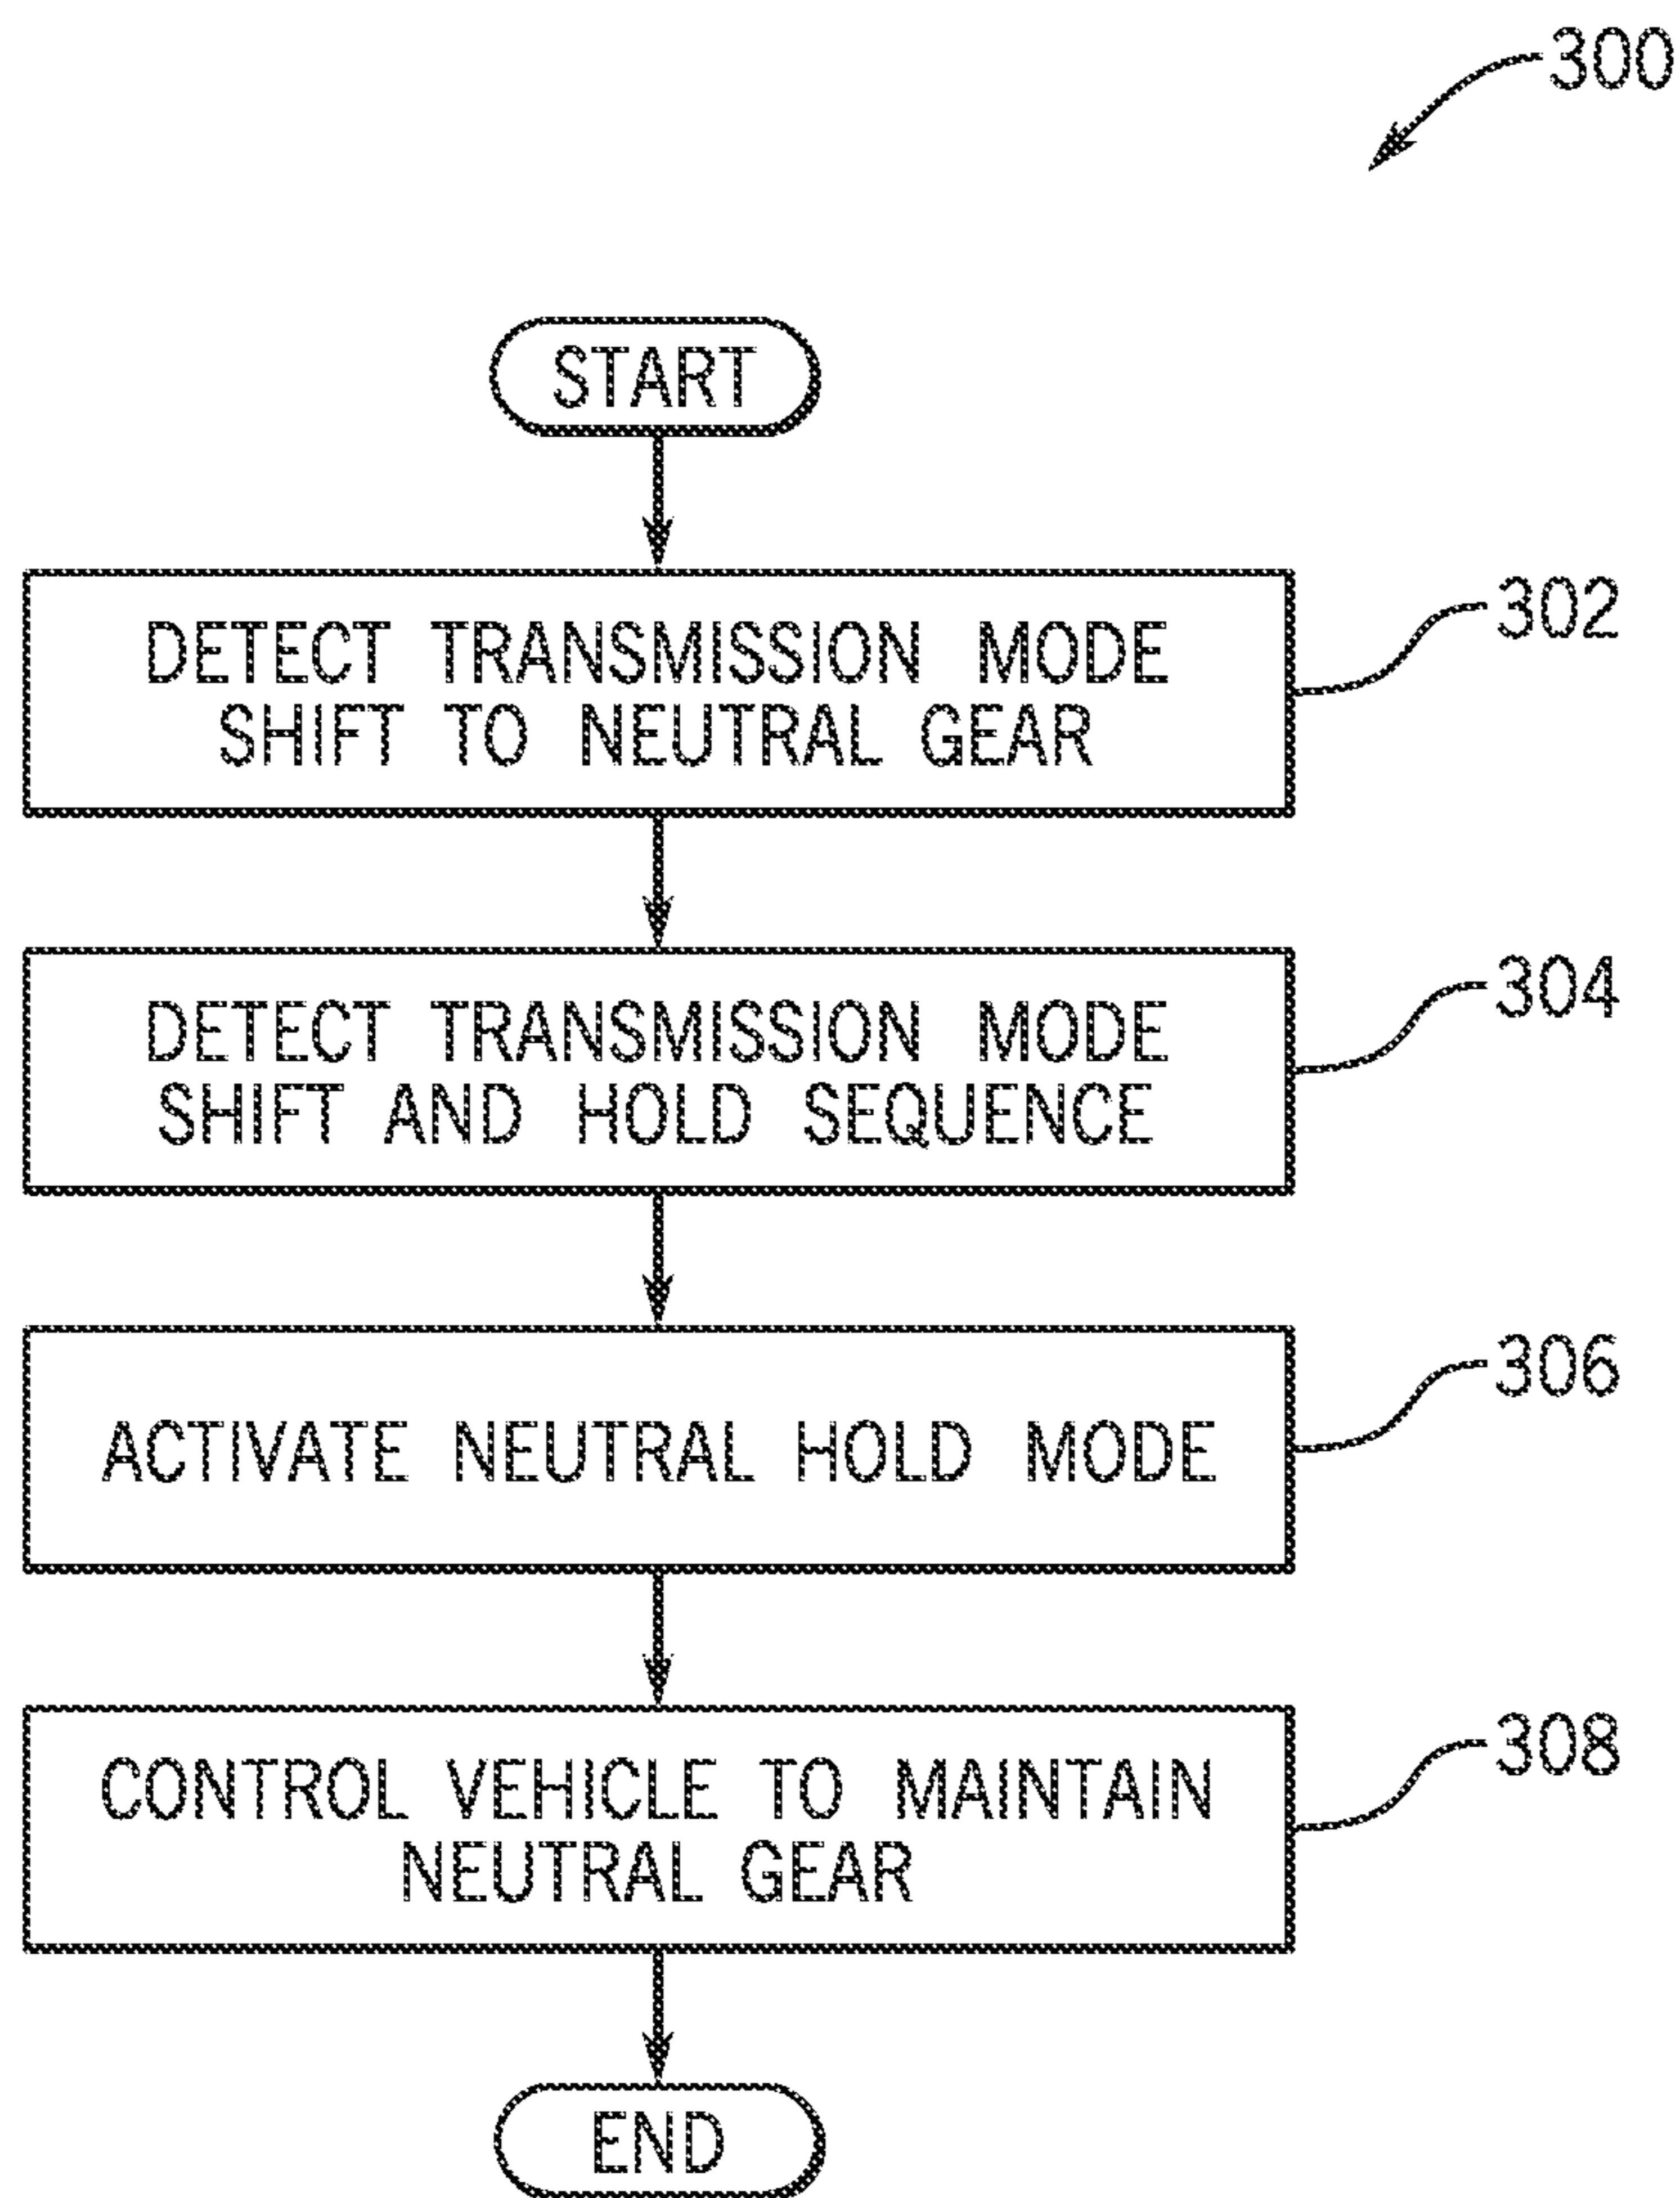 300
START
DETECT TRANSMISSION MODE
SHIFT TO NEUTRAL GEAR
302
DETECT TRANSMISSION MODE
SHIFT AND HOLD SEQUENCE
304
ACTIVATE NEUTRAL HOLD MODE
306
CONTROL VEHICLE TO MAINTAIN
NEUTRAL GEAR
308
END